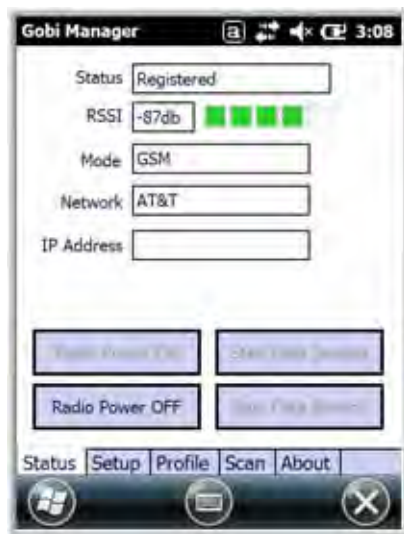 Gobi Manager a 3:08
Status Registered
RSSI -87db
Mode GSM
Network AT&T
IP Address
Radio Power OFF
Status Setup Profile Scan About